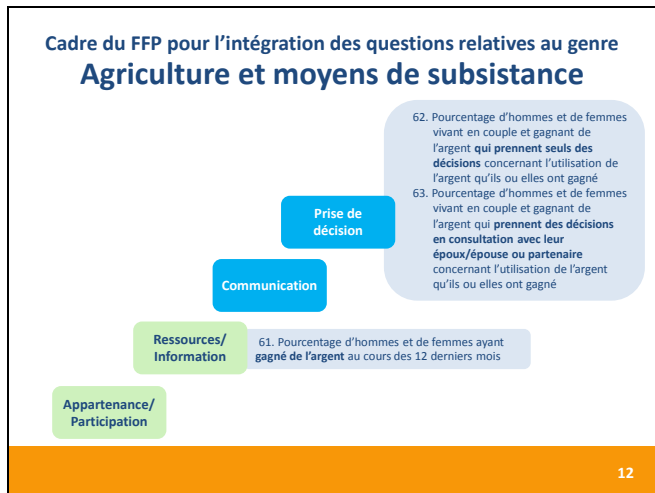 Cadre du FFP pour l'intégration des questions relatives au genre
Agriculture et moyens de subsistance
62. Pourcentage d'hommes et de femmes
vivant en couple et gagnant de
l'argent qui prennent seuls des
décisions concernant l'utilisation de
l'argent qu'ils ou elles ont gagné
63. Pourcentage d'hommes et de femmes
vivant en couple et gagnant de
l'argent qui prennent des décisions
en consultation avec leur
époux/épouse ou partenaire
concernant l'utilisation de l'argent
qu'ils ou elles ont gagné
Prise de
décision
Communication
Ressources/
Information
61. Pourcentage d'hommes et de femmes ayant
gagné de l'argent au cours des 12 derniers mois
Appartenance/
Participation
12